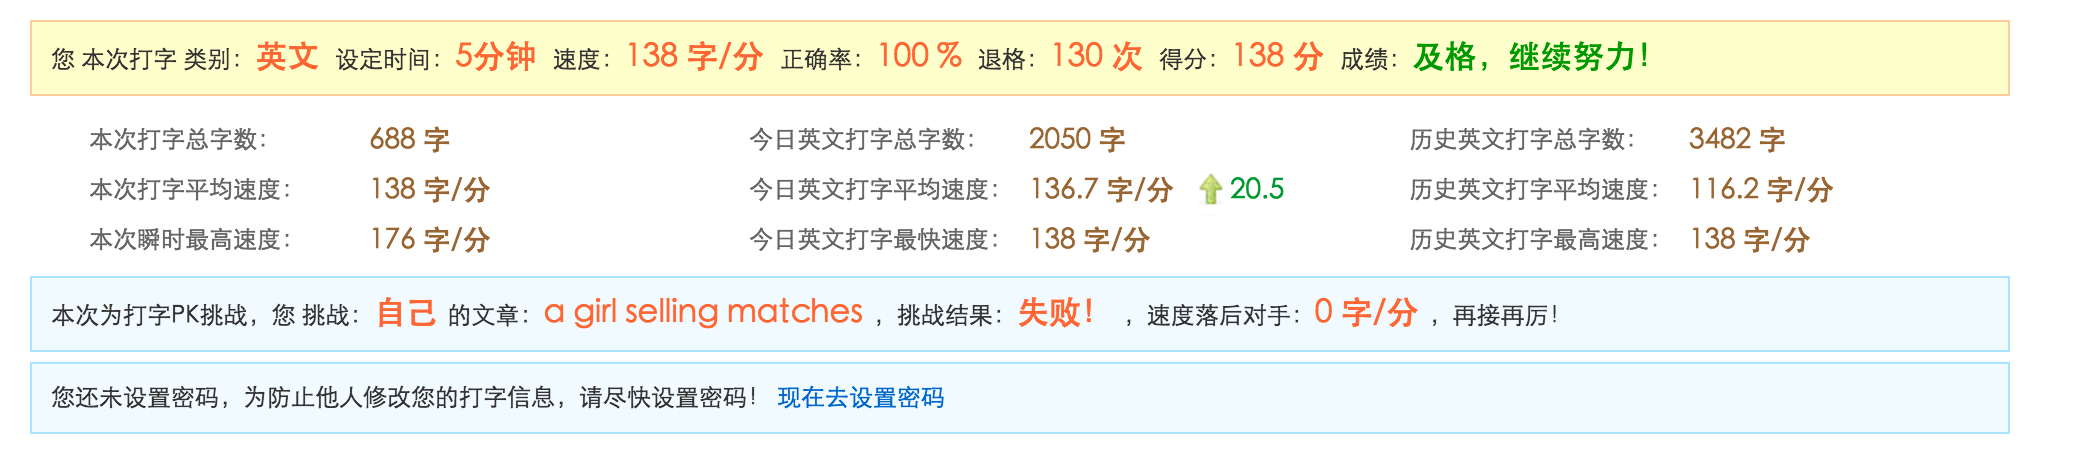 您 本次打字 类别：英文 设定时间：5分钟 速度：138 字/分 正确率：100 % 退格：130 次 得分：138 分 成绩：及格，继续努力！
本次打字总字数： 688 字 今日英文打字总字数： 2050 字 历史英文打字总字数： 3482 字
本次打字平均速度： 138 字/分 今日英文打字平均速度： 136.7 字/分 20.5 历史英文打字平均速度： 116.2 字/分
本次瞬时最高速度： 176 字/分 今日英文打字最快速度： 138 字/分 历史英文打字最高速度： 138 字/分
本次为打字PK挑战，您 挑战：自己 的文章：a girl selling matches ，挑战结果：失败！ ，速度落后对手：0 字/分 ，再接再厉！
您还未设置密码，为防止他人修改您的打字信息，请尽快设置密码！ 现在去设置密码